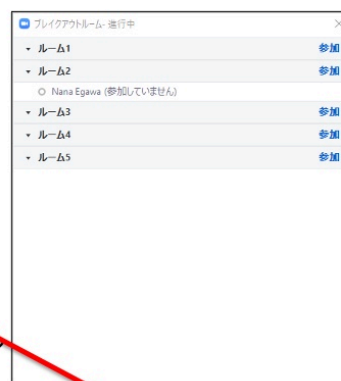 ブレイクアウトルーム - 進行中
ルーム1 参加
ルーム2 参加
Nana Egawa (参加していません)
ルーム3 参加
ルーム4 参加
ルーム5 参加